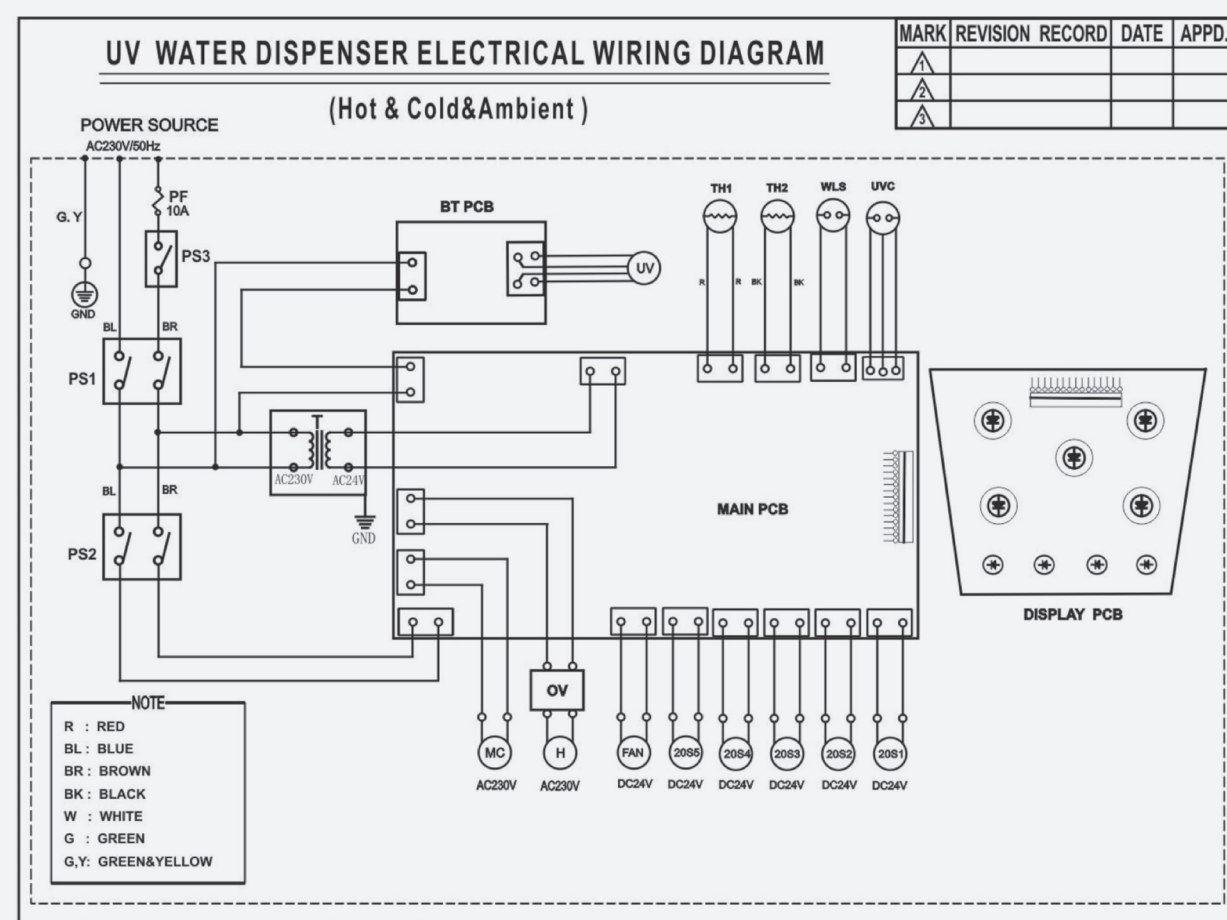 UV WATER DISPENSER ELECTRICAL WIRING DIAGRAM
(Hot & Cold&Ambient )
MARK REVISION RECORD DATE APPD.
1
2
3
POWER SOURCE
AC230V/50Hz
PF
10A
G. Y
PS3
GND
BL BR
PS1
BT PCB
UV
TH1 TH2 WLS UVC
R R BK BK
T
AC230V AC24V
GND
BL BR
PS2
MAIN PCB
DISPLAY PCB
OV
MC H FAN 20S5 20S4 20S3 20S2 20S1
AC230V AC230V DC24V DC24V DC24V DC24V DC24V DC24V
NOTE
R : RED
BL : BLUE
BR : BROWN
BK : BLACK
W : WHITE
G : GREEN
G,Y: GREEN&YELLOW